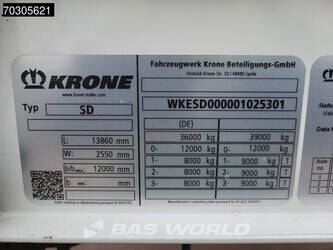 70305621
KRONE
www.krone-trailer.com
Typ SD
L: 13860 mm
W: 2550 mm
12000 mm
b: mm
Fahrzeugwerk Krone Beteiligungs-GmbH
WKESD000001025301
(DE)
36000 kg 39000 kg
0- 12000 kg 0- 12000 kg
1- 8000 kg 1- 9000 kg T
2- 8000 kg 2- 9000 kg T
3- 8000 kg 3- 9000 kg T
BAS WORLD